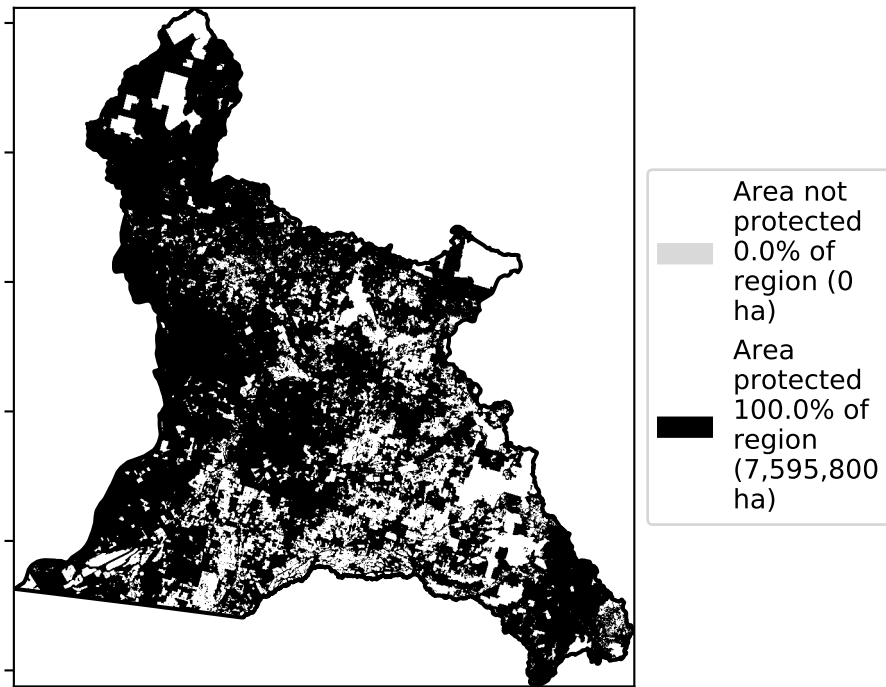 Area not
protected
0.0% of
region (0
ha)
Area
protected
100.0% of
region
(7,595,800
ha)